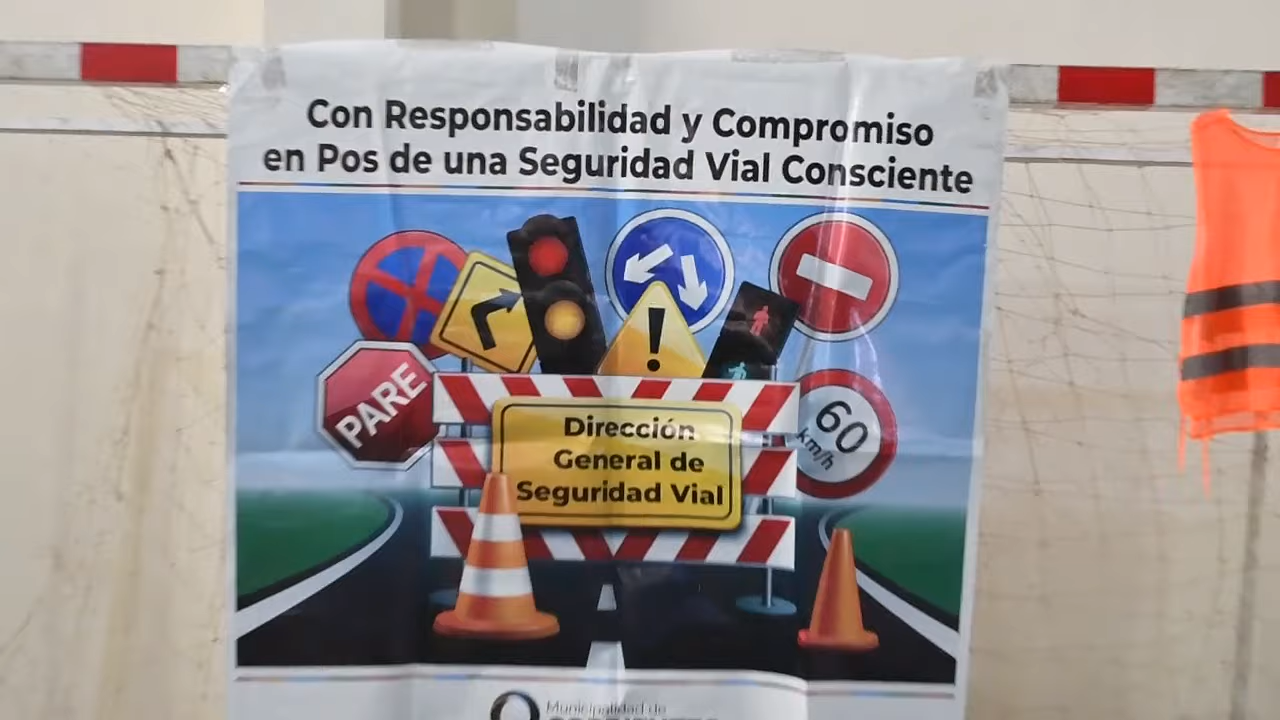 Con Responsabilidad y Compromiso
en Pos de una Seguridad Vial Consciente
PARE
60
km/h
Dirección
General de
Seguridad Vial
Municipalidad de